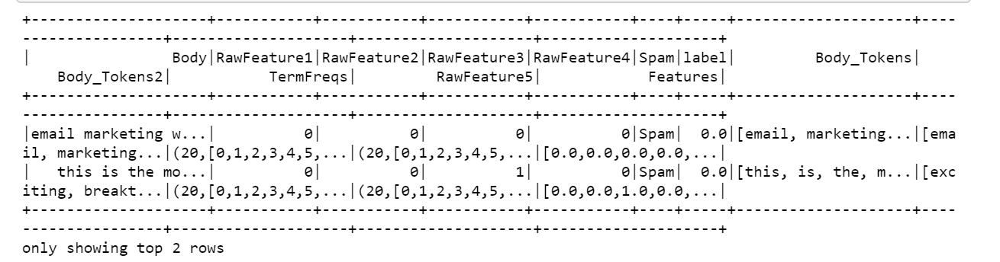 +--------------------+-----------+-----------+-----------+-----------+----+-----+--------------------+----
----------------+--------------------+--------------------+--------------------+
|                Body|RawFeature1|RawFeature2|RawFeature3|RawFeature4|Spam|label|         Body_Tokens|
    Body_Tokens2|           TermFreqs|         RawFeature5|            Features|
+--------------------+-----------+-----------+-----------+-----------+----+-----+--------------------+----
----------------+--------------------+--------------------+--------------------+
|email marketing w...|          0|          0|          0|          0|Spam|  0.0|[email, marketing...|[ema
il, marketing...|(20,[0,1,2,3,4,5,...|(20,[0,1,2,3,4,5,...|[0.0,0.0,0.0,0.0,...|
|   this is the mo...|          0|          0|          1|          0|Spam|  0.0|[this, is, the, m...|[exc
iting, breakt...|(20,[0,1,2,3,4,5,...|(20,[0,1,2,3,4,5,...|[0.0,0.0,1.0,0.0,...|
+--------------------+-----------+-----------+-----------+-----------+----+-----+--------------------+----
----------------+--------------------+--------------------+--------------------+
only showing top 2 rows